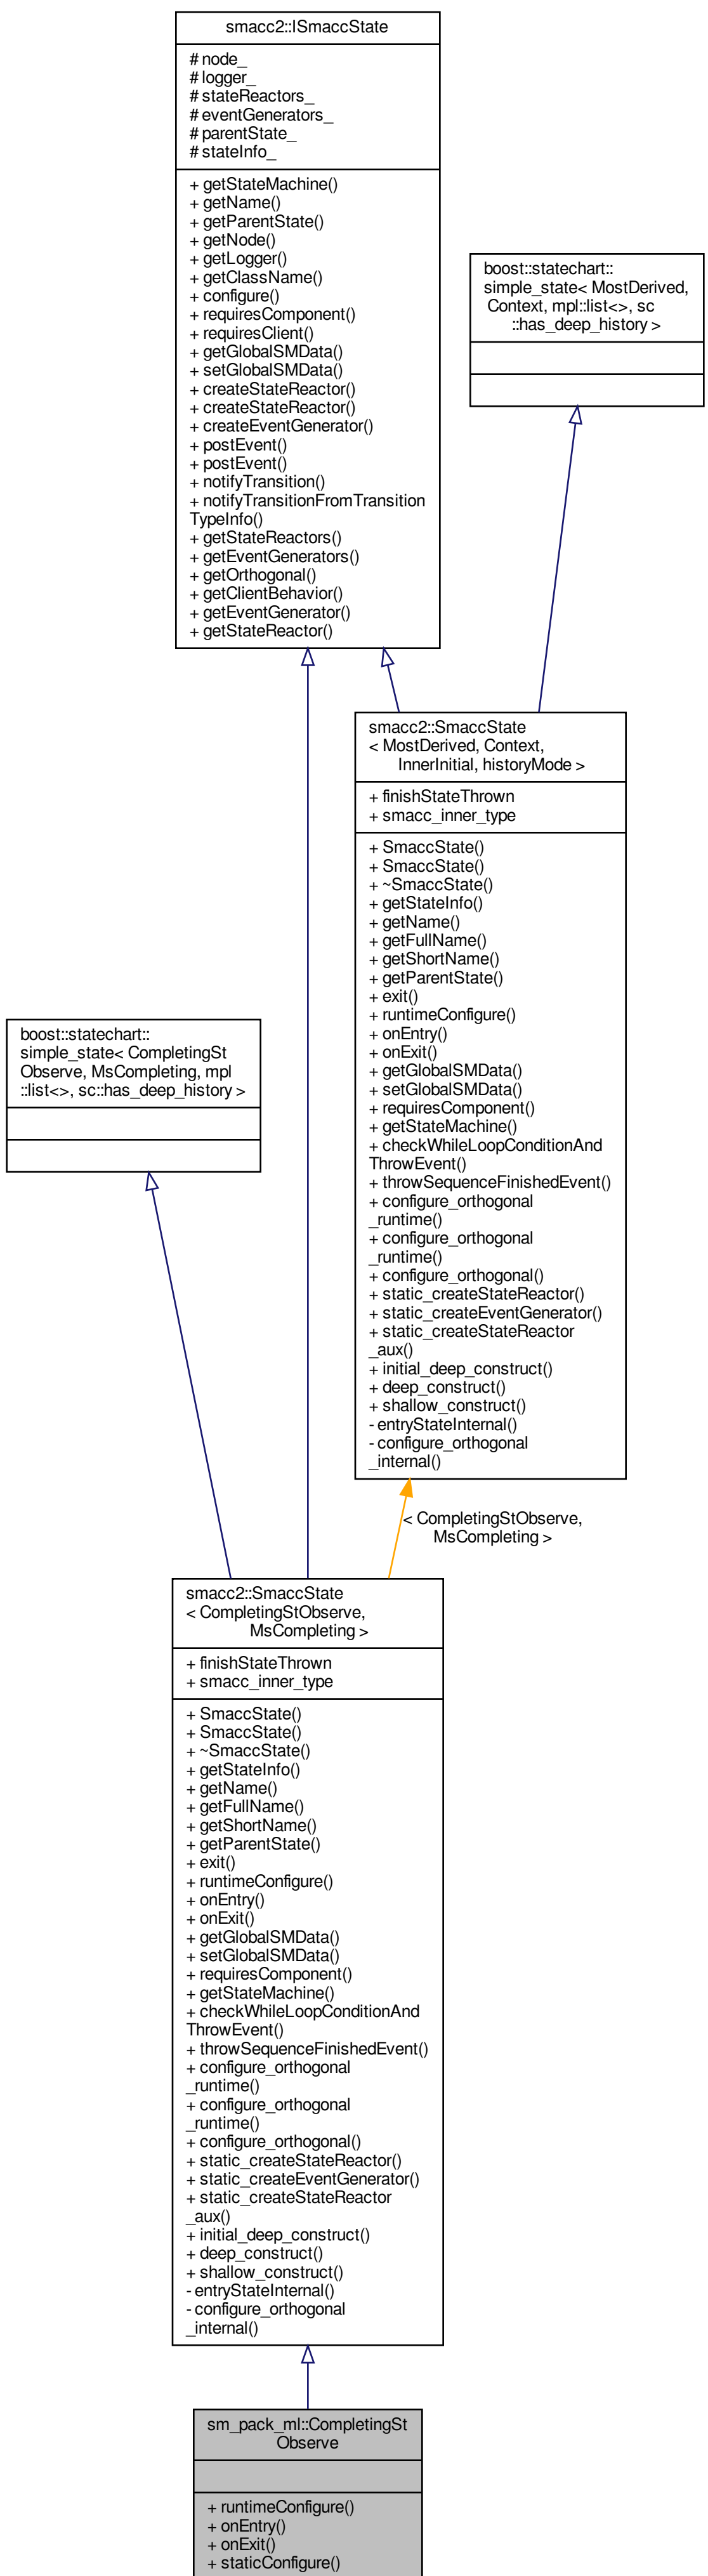 smacc2::ISmaccState
# node_
# logger_
# stateReactors_
# eventGenerators_
# parentState_
# stateInfo_
+ getStateMachine()
+ getName()
+ getParentState()
+ getNode()
+ getLogger()
+ getClassName()
+ configure()
+ requiresComponent()
+ requiresClient()
+ getGlobalSMData()
+ setGlobalSMData()
+ createStateReactor()
+ createStateReactor()
+ createEventGenerator()
+ postEvent()
+ postEvent()
+ notifyTransition()
+ notifyTransitionFromTransition
TypeInfo()
+ getStateReactors()
+ getEventGenerators()
+ getOrthogonal()
+ getClientBehavior()
+ getEventGenerator()
+ getStateReactor()
boost::statechart::
simple_state< MostDerived,
Context, mpl::list<>, sc
::has_deep_history >
smacc2::SmaccState
< MostDerived, Context,
InnerInitial, historyMode >
+ finishStateThrown
+ smacc_inner_type
+ SmaccState()
+ SmaccState()
+ ~SmaccState()
+ getStateInfo()
+ getName()
+ getFullName()
+ getShortName()
+ getParentState()
+ exit()
+ runtimeConfigure()
+ onEntry()
+ onExit()
+ getGlobalSMData()
+ setGlobalSMData()
+ requiresComponent()
+ getStateMachine()
+ checkWhileLoopConditionAnd
ThrowEvent()
+ throwSequenceFinishedEvent()
+ configure_orthogonal
_runtime()
+ configure_orthogonal
_runtime()
+ configure_orthogonal()
+ static_createStateReactor()
+ static_createEventGenerator()
+ static_createStateReactor
_aux()
+ initial_deep_construct()
+ deep_construct()
+ shallow_construct()
- entryStateInternal()
- configure_orthogonal
_internal()
boost::statechart::
simple_state< CompletingSt
Observe, MsCompleting, mpl
::list<>, sc::has_deep_history >
< CompletingStObserve,
MsCompleting >
smacc2::SmaccState
< CompletingStObserve,
MsCompleting >
+ finishStateThrown
+ smacc_inner_type
+ SmaccState()
+ SmaccState()
+ ~SmaccState()
+ getStateInfo()
+ getName()
+ getFullName()
+ getShortName()
+ getParentState()
+ exit()
+ runtimeConfigure()
+ onEntry()
+ onExit()
+ getGlobalSMData()
+ setGlobalSMData()
+ requiresComponent()
+ getStateMachine()
+ checkWhileLoopConditionAnd
ThrowEvent()
+ throwSequenceFinishedEvent()
+ configure_orthogonal
_runtime()
+ configure_orthogonal
_runtime()
+ configure_orthogonal()
+ static_createStateReactor()
+ static_createEventGenerator()
+ static_createStateReactor
_aux()
+ initial_deep_construct()
+ deep_construct()
+ shallow_construct()
- entryStateInternal()
- configure_orthogonal
_internal()
sm_pack_ml::CompletingSt
Observe
+ runtimeConfigure()
+ onEntry()
+ onExit()
+ staticConfigure()